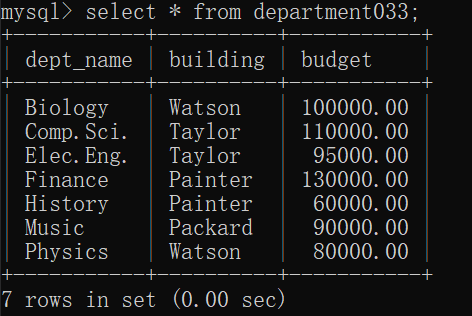 mysql> select * from department033;
+-----------+----------+-----------+
| dept_name | building | budget    |
+-----------+----------+-----------+
| Biology   | Watson   | 100000.00 |
| Comp.Sci. | Taylor   | 110000.00 |
| Elec.Eng. | Taylor   |  95000.00 |
| Finance   | Painter  | 130000.00 |
| History   | Painter  |  60000.00 |
| Music     | Packard  |  90000.00 |
| Physics   | Watson   |  80000.00 |
+-----------+----------+-----------+
7 rows in set (0.00 sec)